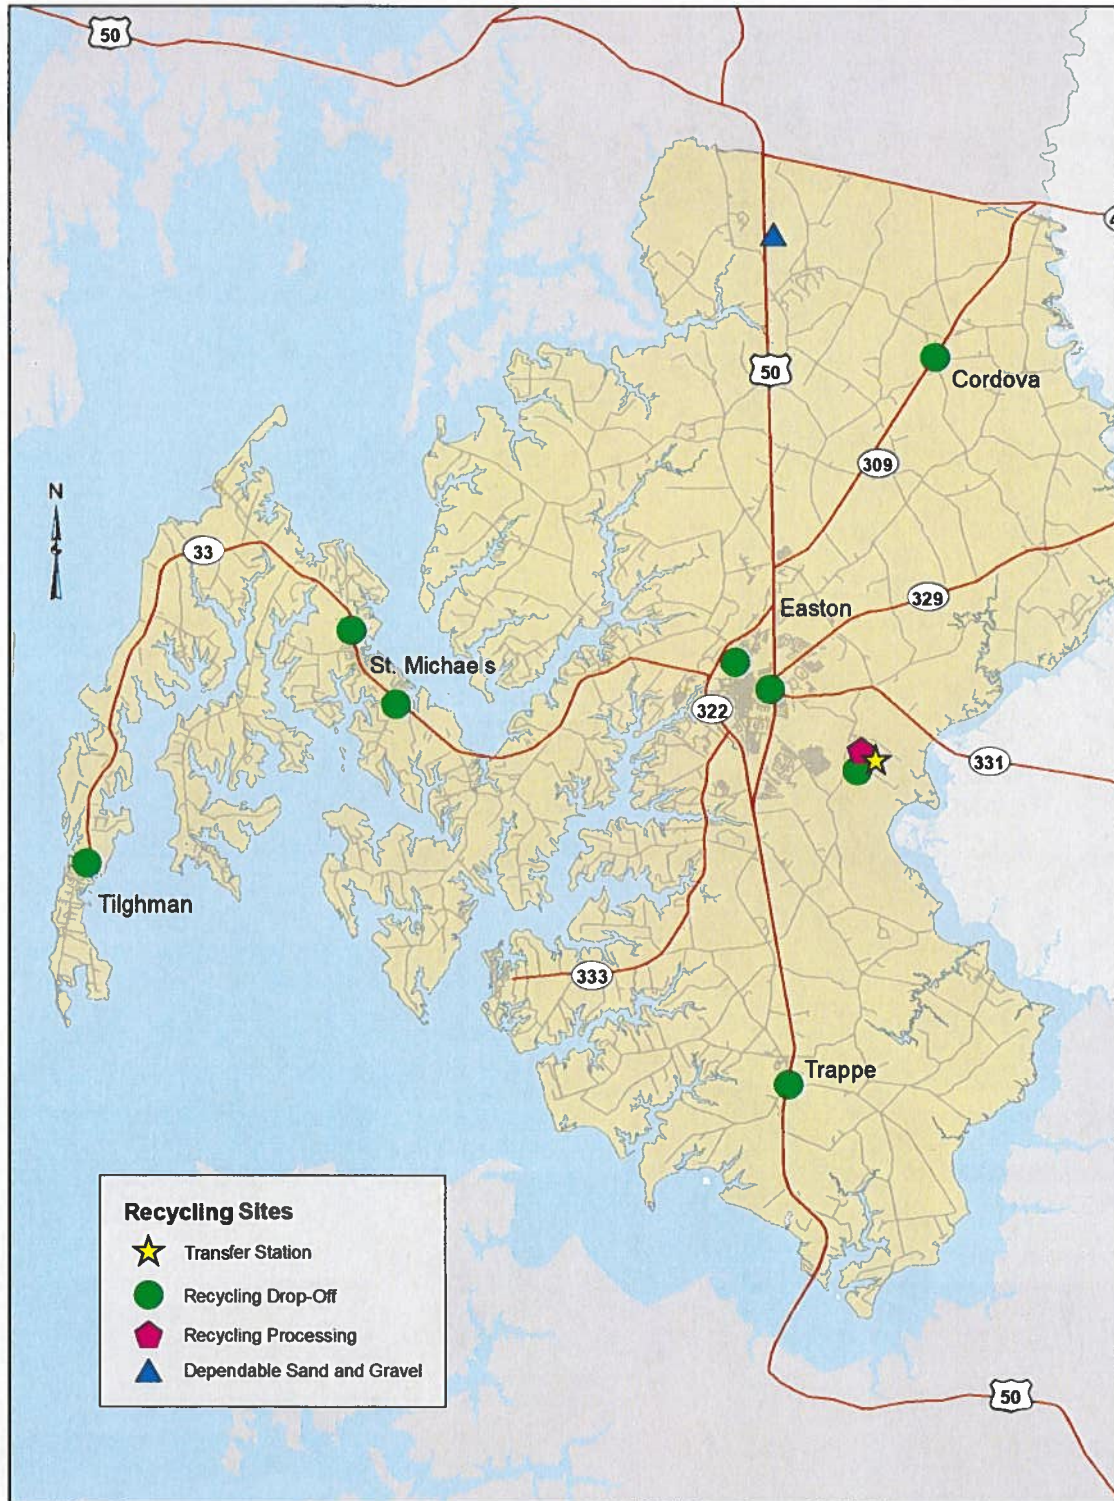 50
50
Cordova
309
N
33
Easton
329
St. Michaels
322
331
Tilghman
333
Trappe
Recycling Sites
Transfer Station
Recycling Drop-Off
Recycling Processing
Dependable Sand and Gravel
50